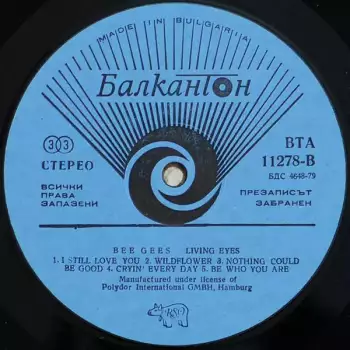 MADE IN BULGARIA
Балкантон
33
СТЕРЕО
ВСИЧКИ
ПРАВА
ЗАПАЗЕНИ
ВТА
11278-В
БДС 4648-79
ПРЕЗАПИСЪТ
ЗАБРАНЕН
BEE GEES LIVING EYES
1. I STILL LOVE YOU 2. WILDFLOWER 3. NOTHING COULD
BE GOOD 4. CRYIN' EVERY DAY 5. BE WHO YOU ARE
Manufactured under license of
Polydor International GMBH, Hamburg
RSO